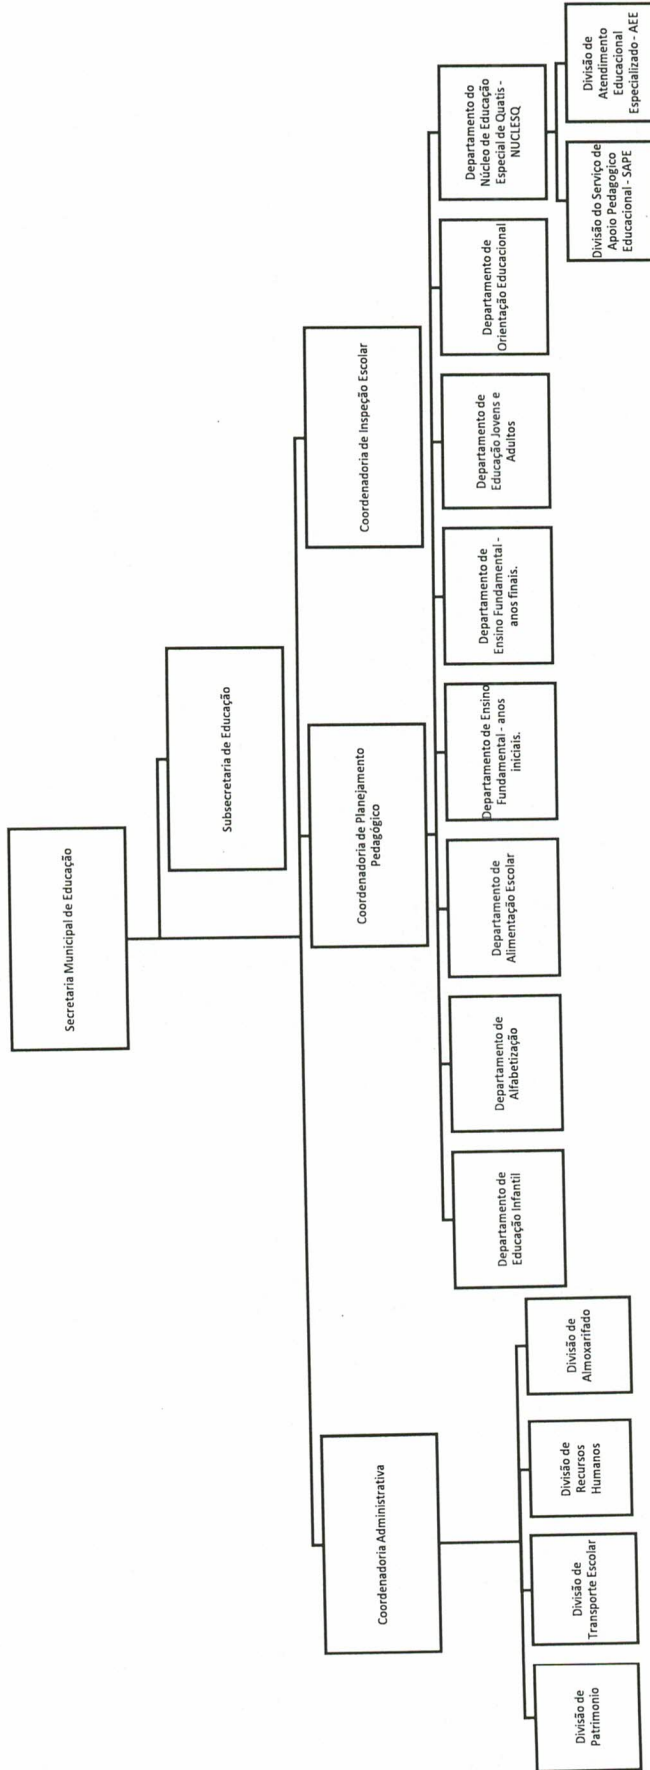 Secretaria Municipal de Educação
Subsecretaria de Educação
Coordenadoria Administrativa
Coordenadoria de Planejamento
Pedagógico
Coordenadoria de Inspeção Escolar
Divisão de
Patrimonio
Divisão de
Transporte Escolar
Divisão de
Recursos
Humanos
Divisão de
Almoxarifado
Departamento de
Educação Infantil
Departamento de
Alfabetização
Departamento de
Alimentação Escolar
Departamento de Ensino
Fundamental - anos
iniciais.
Departamento de
Ensino Fundamental -
anos finais.
Departamento de
Educação Jovens e
Adultos
Departamento de
Orientação Educacional
Departamento do
Núcleo de Educação
Especial de Quatis -
NUCLESQ
Divisão do Serviço de
Apoio Pedagogico
Educacional - SAPE
Divisão de
Atendimento
Educacional
Especializado - AEE